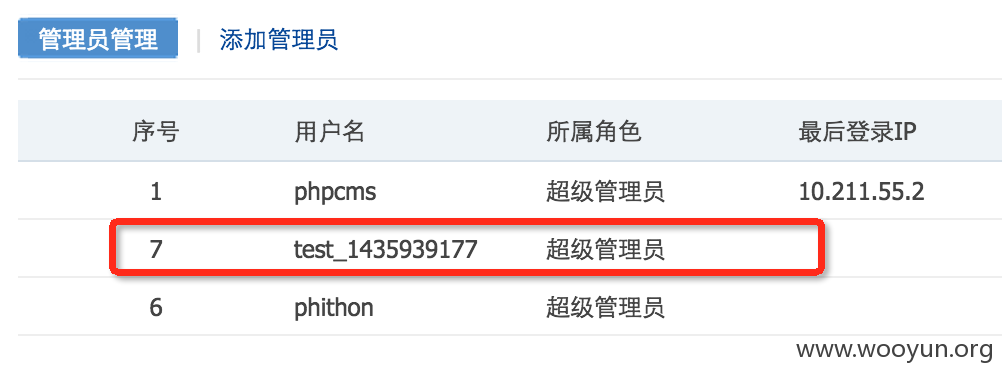 管理员管理 | 添加管理员
序号 用户名 所属角色 最后登录IP
1 phpcms 超级管理员 10.211.55.2
7 test_1435939177 超级管理员
6 phithon 超级管理员
www.wooyun.org